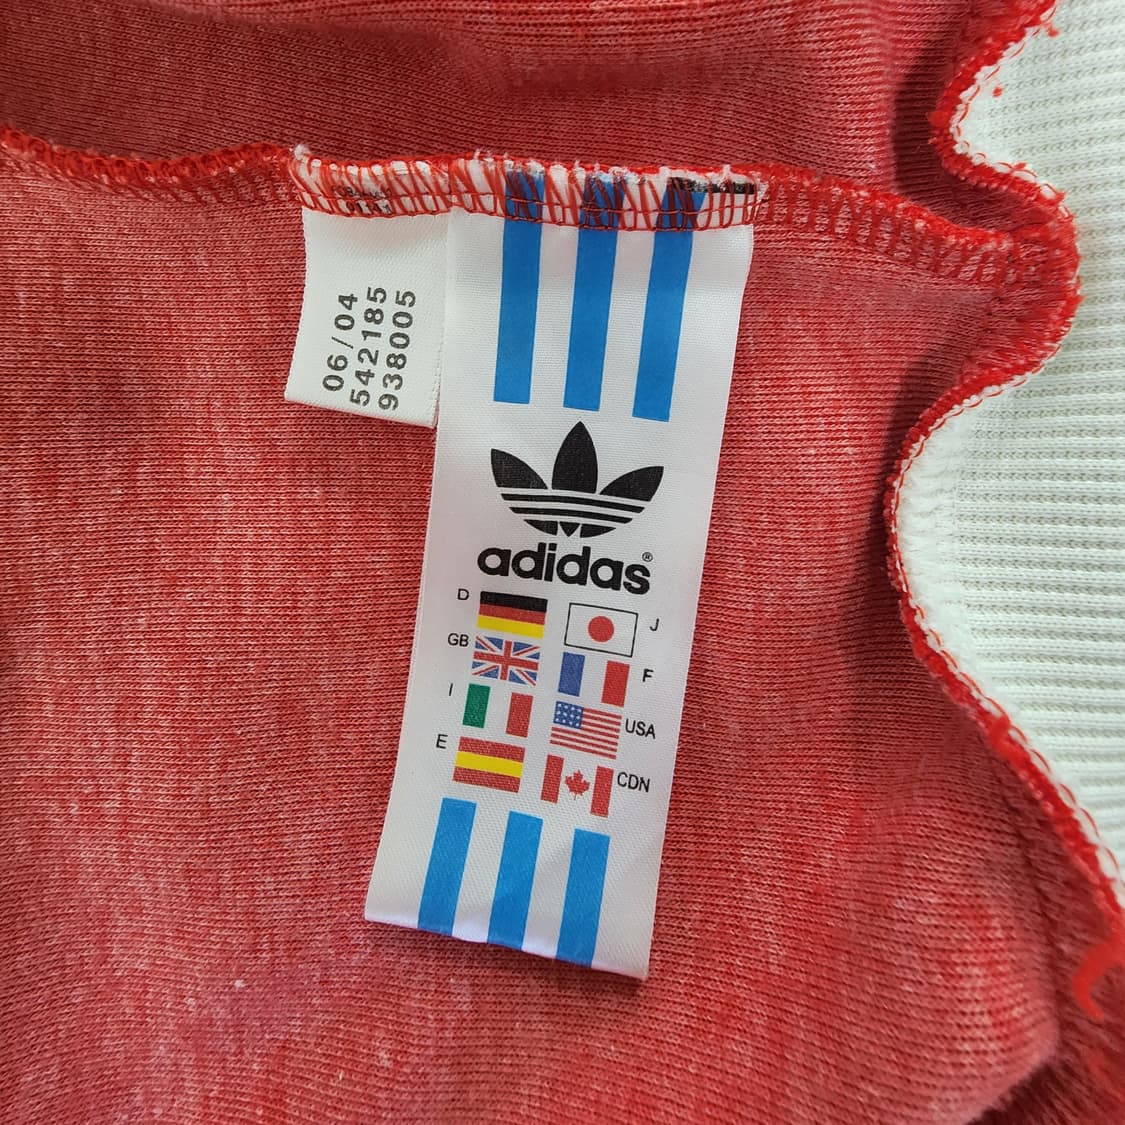 06/04
542185
938005
adidas®
D
J
GB
F
I
USA
E
CDN